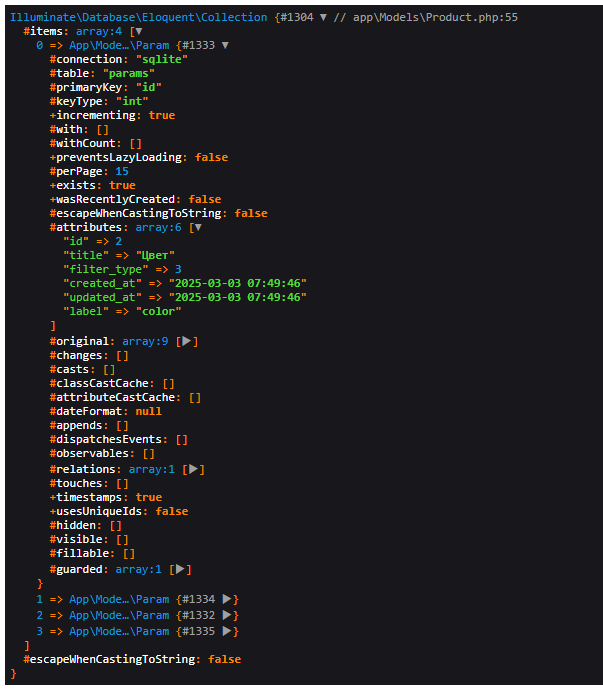 Illuminate\Database\Eloquent\Collection {#1304 ▼ // app\Models\Product.php:55
#items: array:4 [▼
0 => App\Mode…\Param {#1333 ▼
#connection: "sqlite"
#table: "params"
#primaryKey: "id"
#keyType: "int"
+incrementing: true
#with: []
#withCount: []
+preventsLazyLoading: false
#perPage: 15
+exists: true
+wasRecentlyCreated: false
#escapeWhenCastingToString: false
#attributes: array:6 [▼
"id" => 2
"title" => "Цвет"
"filter_type" => 3
"created_at" => "2025-03-03 07:49:46"
"updated_at" => "2025-03-03 07:49:46"
"label" => "color"
]
#original: array:9 [▶]
#changes: []
#casts: []
#classCastCache: []
#attributeCastCache: []
#dateFormat: null
#appends: []
#dispatchesEvents: []
#observables: []
#relations: array:1 [▶]
#touches: []
+timestamps: true
+usesUniqueIds: false
#hidden: []
#visible: []
#fillable: []
#guarded: array:1 [▶]
}
1 => App\Mode…\Param {#1334 ▶}
2 => App\Mode…\Param {#1332 ▶}
3 => App\Mode…\Param {#1335 ▶}
]
#escapeWhenCastingToString: false
}